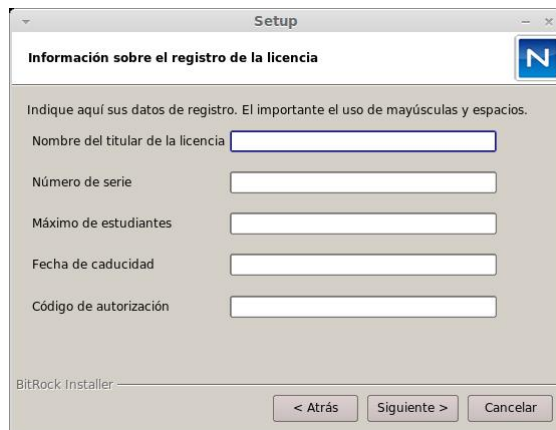 Setup
Información sobre el registro de la licencia
N
Indique aquí sus datos de registro. El importante el uso de mayúsculas y espacios.
Nombre del titular de la licencia
Número de serie
Máximo de estudiantes
Fecha de caducidad
Código de autorización
BitRock Installer
< Atrás
Siguiente >
Cancelar